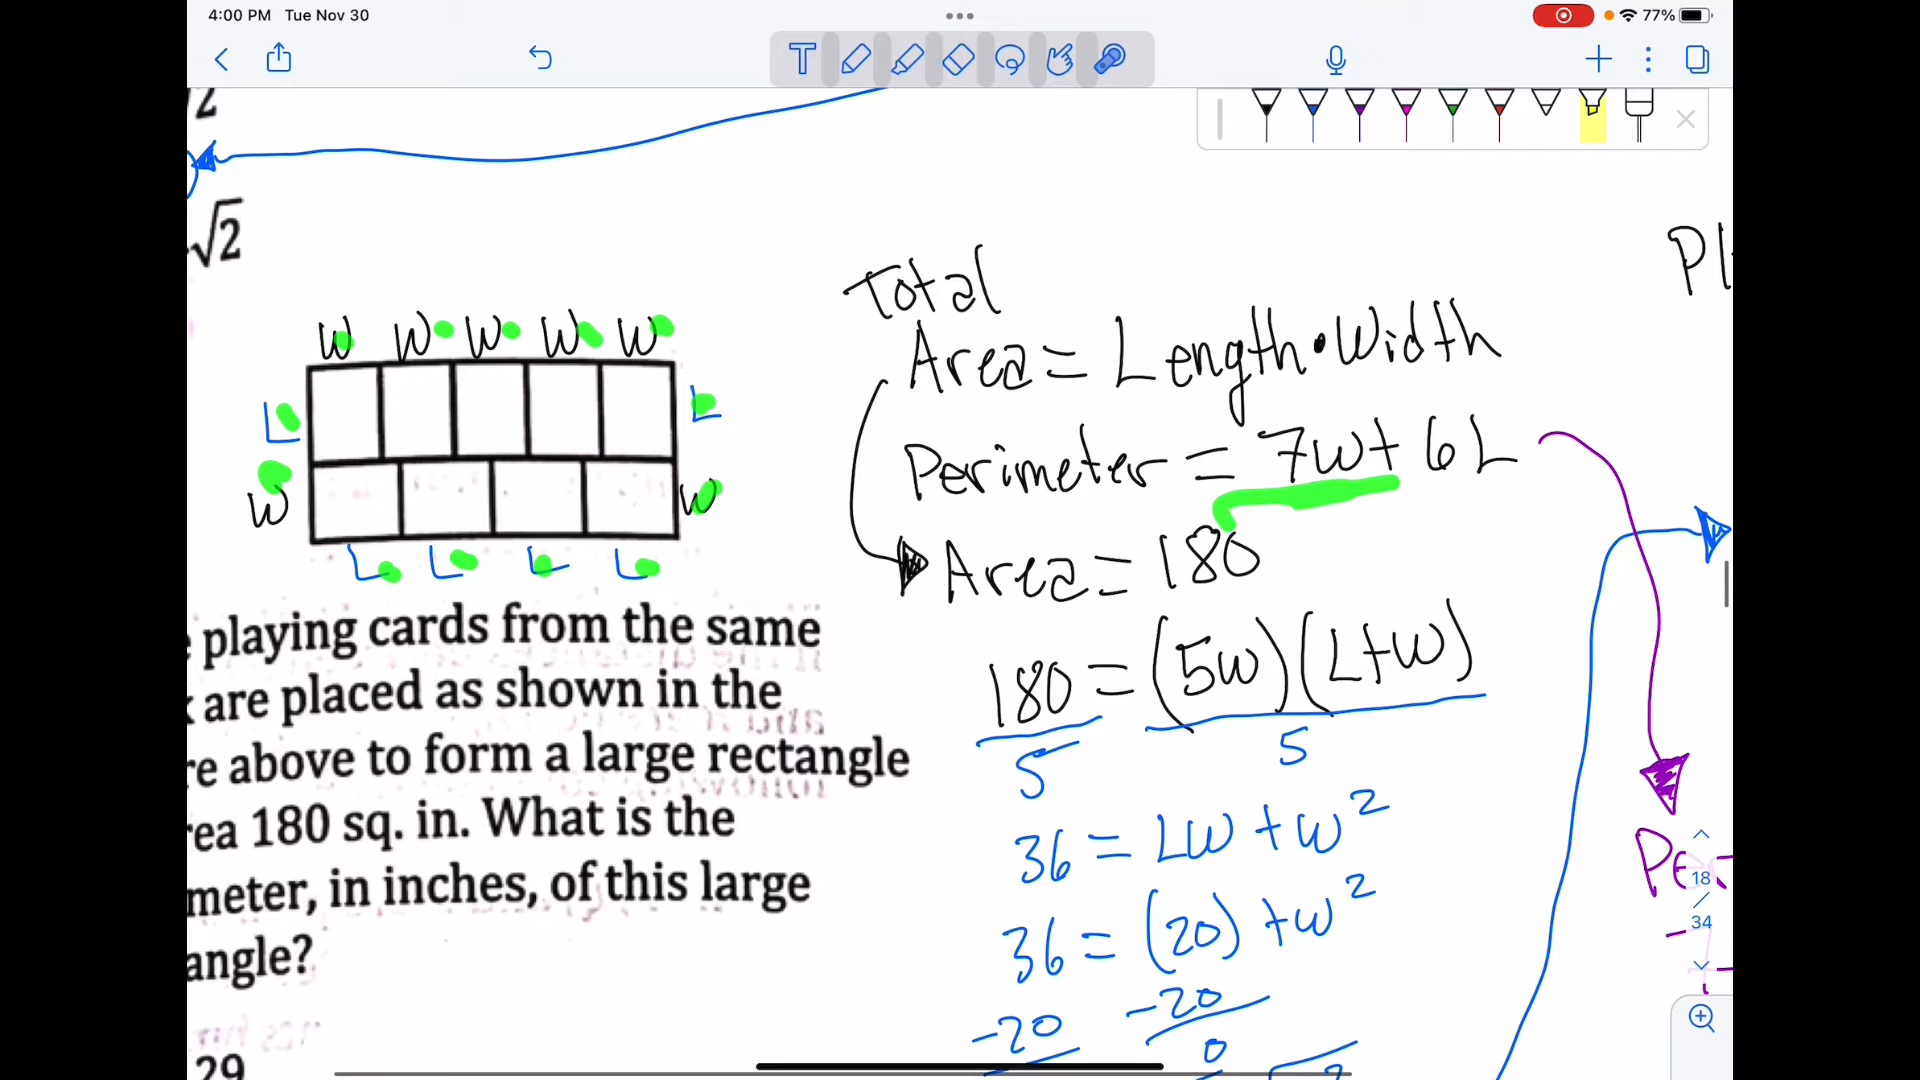 4:00 PM Tue Nov 30
77%
T
√2
W W W W W
L L
W W
L L L L
playing cards from the same
are placed as shown in the
e above to form a large rectangle
ea 180 sq. in. What is the
meter, in inches, of this large
angle?
29
Total
Area = Length · Width
Perimeter = 7W + 6L
Area = 180
180 = (5W)(L+W)
5 5
36 = LW + W²
36 = (20) + W²
-20 -20
0
Pl
Per
18
/
34